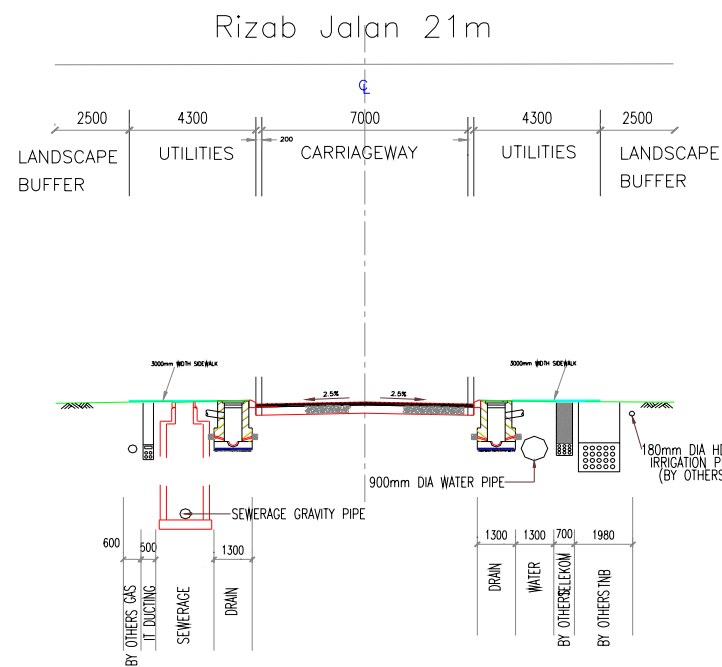 Rizab Jalan 21m
℄
2500
4300
7000
4300
2500
200
LANDSCAPE
BUFFER
UTILITIES
CARRIAGEWAY
UTILITIES
LANDSCAPE
BUFFER
3000mm WIDTH SIDEWALK
2.5%
2.5%
3000mm WIDTH SIDEWALK
180mm DIA HD
IRRIGATION P
(BY OTHERS
900mm DIA WATER PIPE
SEWERAGE GRAVITY PIPE
600
500
1300
1300
1300
700
1980
BY OTHERS GAS
IT DUCTING
SEWERAGE
DRAIN
DRAIN
WATER
BY OTHERS TELEKOM
BY OTHERS TNB